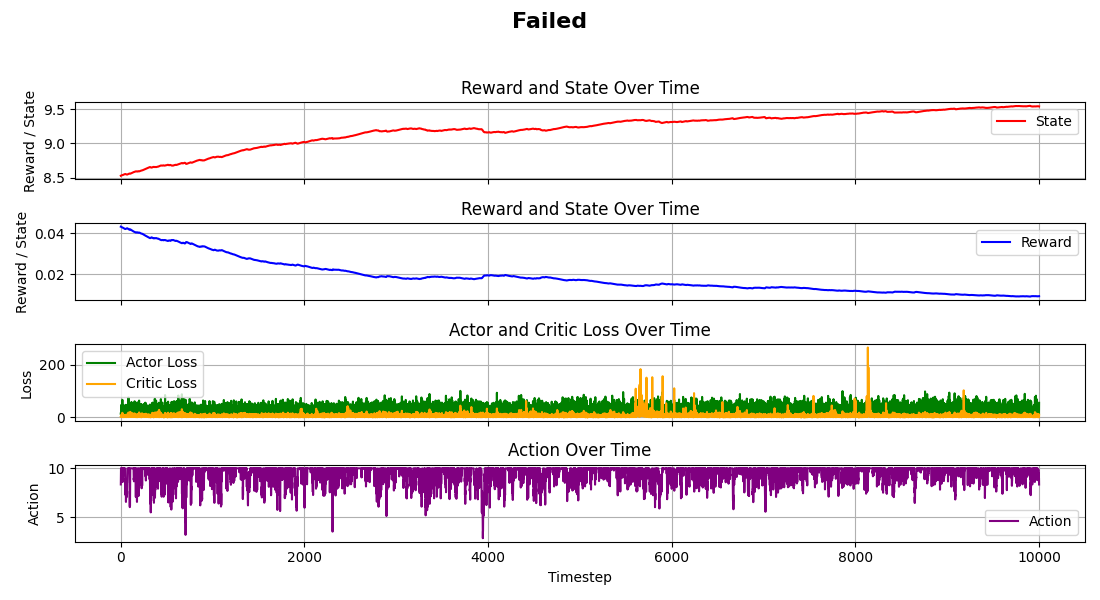 Failed
Reward and State Over Time
Reward / State
9.5
9.0
8.5
State
Reward and State Over Time
Reward / State
0.04
0.02
Reward
Actor and Critic Loss Over Time
Loss
200
0
Actor Loss
Critic Loss
Action Over Time
Action
10
5
Action
0 2000 4000 6000 8000 10000
Timestep